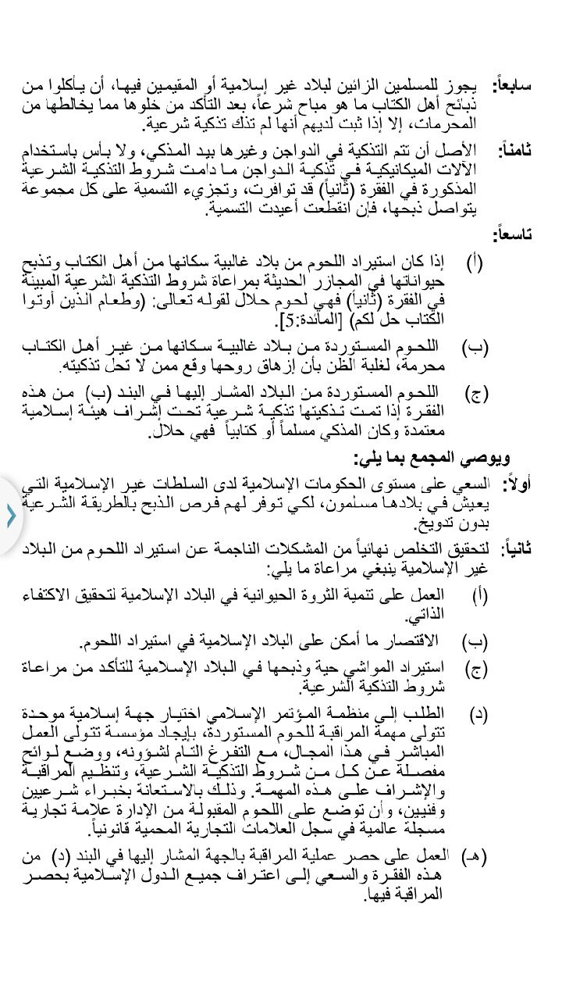 سابعاً: يجوز للمسلمين الزائين لبلاد غير إسلامية أو المقيمين فيها، أن يأكلوا من
ذبائح أهل الكتاب ما هو مباح شرعاً، بعد التأكد من خلوها مما يخالطها من
المحرمات، إلا إذا ثبت لديهم أنها لم تذك تذكية شرعية.
ثامناً: الأصل أن تتم التذكية في الدواجن وغيرها بيد المذكي، ولا بأس باستخدام
الآلات الميكانيكية في تذكية الدواجن ما دامت شروط التذكية الشرعية
المذكورة في الفقرة (ثانياً) قد توافرت، وتجزيء التسمية على كل مجموعة
يتواصل ذبحها، فإن انقطعت أعيدت التسمية.
تاسعاً:
(أ) إذا كان استيراد اللحوم من بلاد غالبية سكانها من أهل الكتاب وتذبح
حيواناتها في المجازر الحديثة بمراعاة شروط التذكية الشرعية المبينة
في الفقرة (ثانياً) فهي لحوم حلال لقوله تعالى: (وطعام الذين أوتوا
الكتاب حل لكم) [المائدة:5].
(ب) اللحوم المستوردة من بلاد غالبية سكانها من غير أهل الكتاب
محرمة، لغلبة الظن بأن إزهاق روحها وقع ممن لا تحل تذكيته.
(ج) اللحوم المستوردة من البلاد المشار إليها في البند (ب) من هذه
الفقرة إذا تمت تذكيتها تذكية شرعية تحت إشراف هيئة إسلامية
معتمدة وكان المذكي مسلماً أو كتابياً فهي حلال.
ويوصي المجمع بما يلي:
أولاً: السعي على مستوى الحكومات الإسلامية لدى السلطات غير الإسلامية التي
يعيش في بلادها مسلمون، لكي توفر لهم فرص الذبح بالطريقة الشرعية
بدون تدويخ.
ثانياً: لتحقيق التخلص نهائياً من المشكلات الناجمة عن استيراد اللحوم من البلاد
غير الإسلامية ينبغي مراعاة ما يلي:
(أ) العمل على تنمية الثروة الحيوانية في البلاد الإسلامية لتحقيق الاكتفاء
الذاتي.
(ب) الاقتصار ما أمكن على البلاد الإسلامية في استيراد اللحوم.
(ج) استيراد المواشي حية وذبحها في البلاد الإسلامية للتأكد من مراعاة
شروط التذكية الشرعية.
(د) الطلب إلى منظمة المؤتمر الإسلامي اختيار جهة إسلامية موحدة
تتولى مهمة المراقبة للحوم المستوردة، بإيجاد مؤسسة تتولى العمل
المباشر في هذا المجال، مع التفرغ التام لشؤونه، ووضع لوائح
مفصلة عن كل من شروط التذكية الشرعية، وتنظيم المراقبة
والإشراف على هذه المهمة. وذلك بالاستعانة بخبراء شرعيين
وفنيين، وأن توضع على اللحوم المقبولة من الإدارة علامة تجارية
مسجلة عالمية في سجل العلامات التجارية المحمية قانونياً.
(هـ) العمل على حصر عملية المراقبة بالجهة المشار إليها في البند (د) من
هذه الفقرة والسعي إلى اعتراف جميع الدول الإسلامية بحصر
المراقبة فيها.